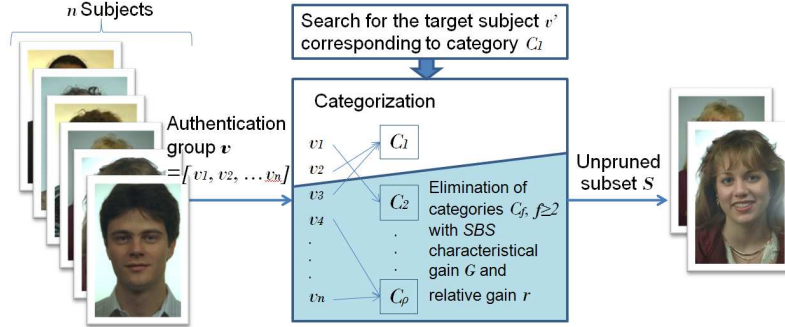 n Subjects
Search for the target subject v’
corresponding to category C1
Authentication
group v
=[ v1, v2, ... vn]
Categorization
v1
v2
v3
v4
.
.
.
vn
C1
C2
.
.
.
Cρ
Elimination of
categories Cf, f≥2
with SBS
characteristical
gain G and
relative gain r
Unpruned
subset S